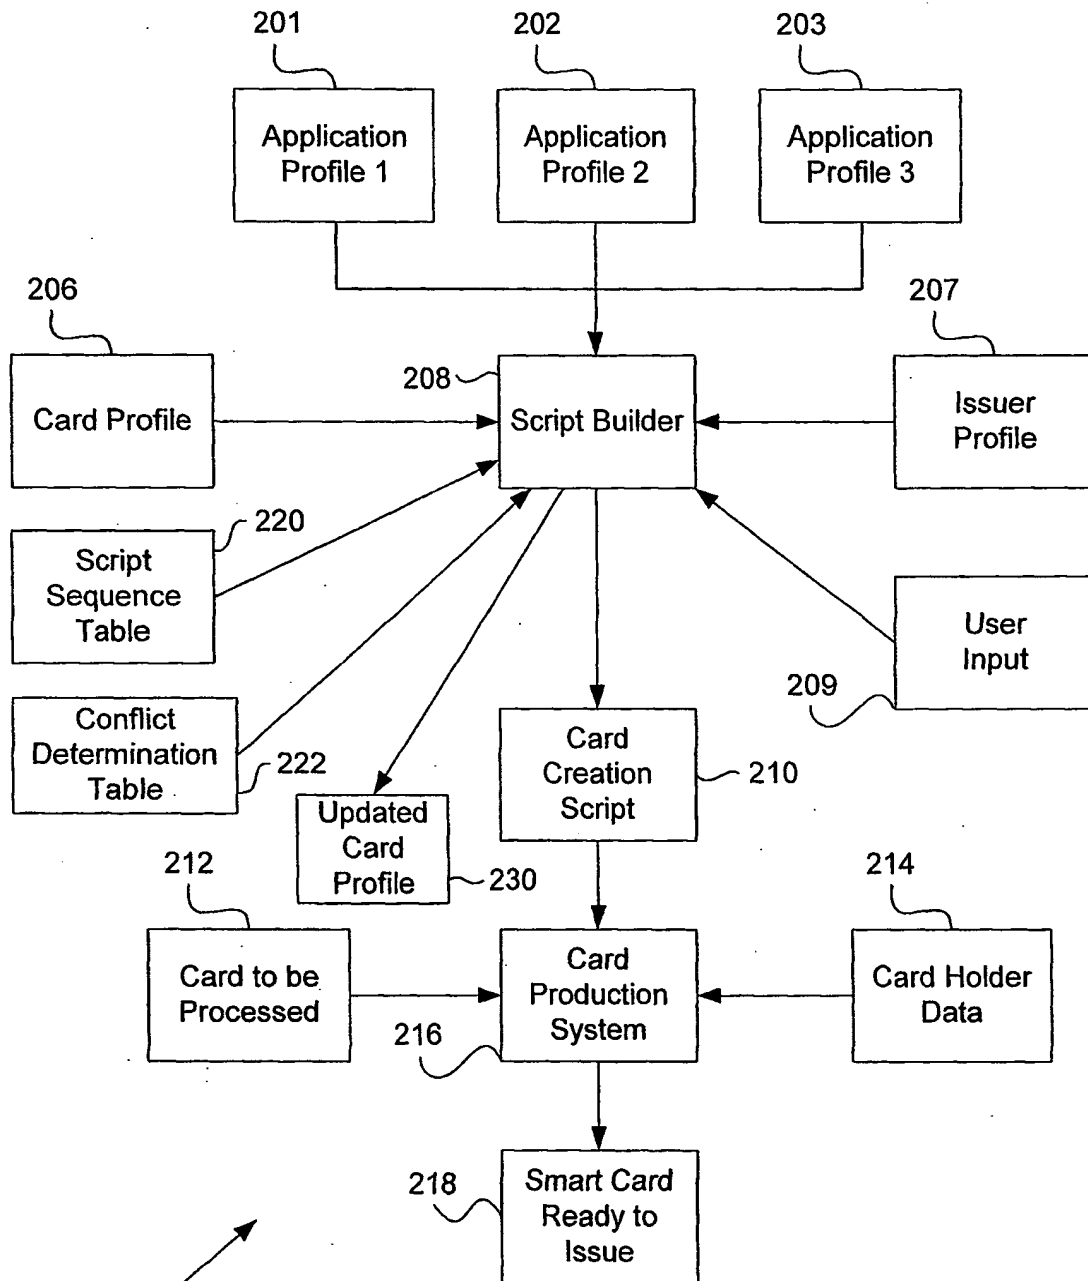 201
202
203
Application
Profile 1
Application
Profile 2
Application
Profile 3
206
207
Card Profile
208
Script Builder
Issuer
Profile
220
Script
Sequence
Table
User
Input
209
Conflict
Determination
Table
222
Card
Creation
Script
210
Updated
Card
Profile
230
212
214
Card to be
Processed
Card
Production
System
216
Card Holder
Data
218
Smart Card
Ready to
Issue